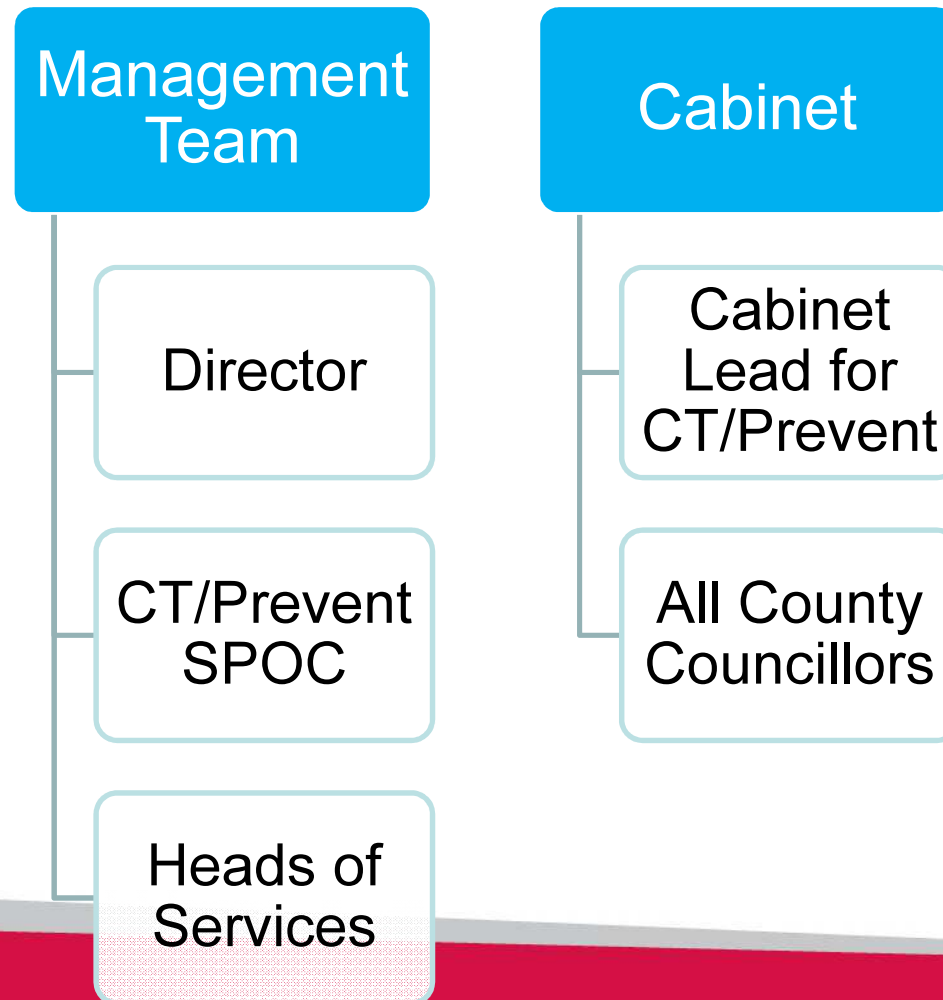 Management
Team
Director
CT/Prevent
SPOC
Heads of
Services
Cabinet
Cabinet
Lead for
CT/Prevent
All County
Councillors